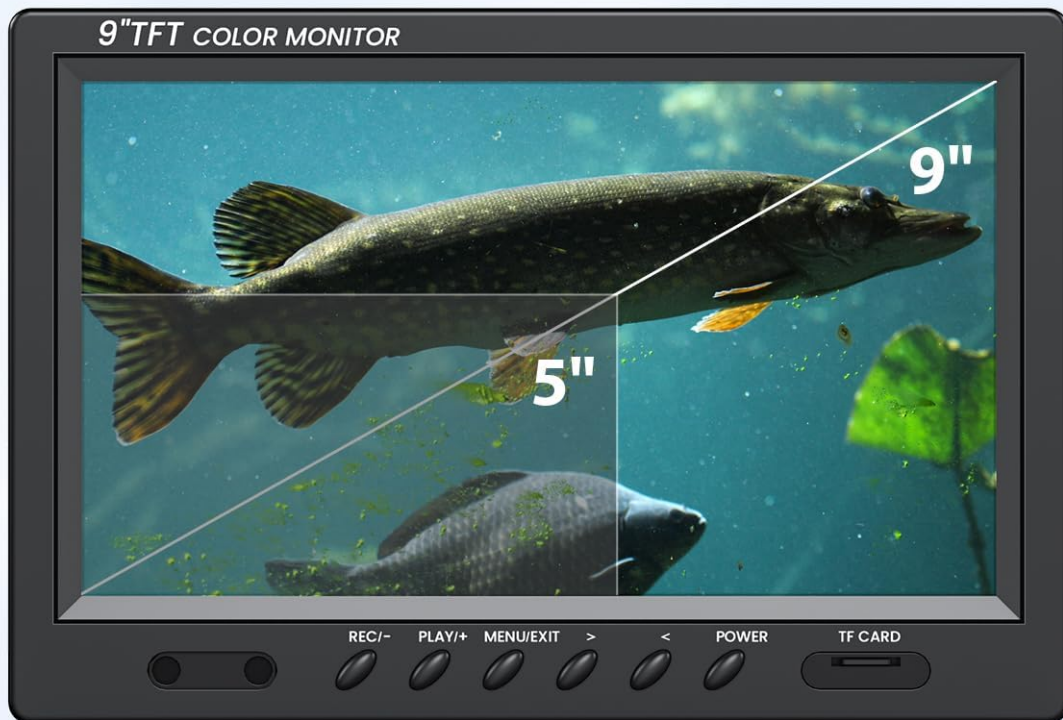 9"TFT COLOR MONITOR
9"
5"
REC/- PLAY/+ MENU/EXIT > < POWER TF CARD